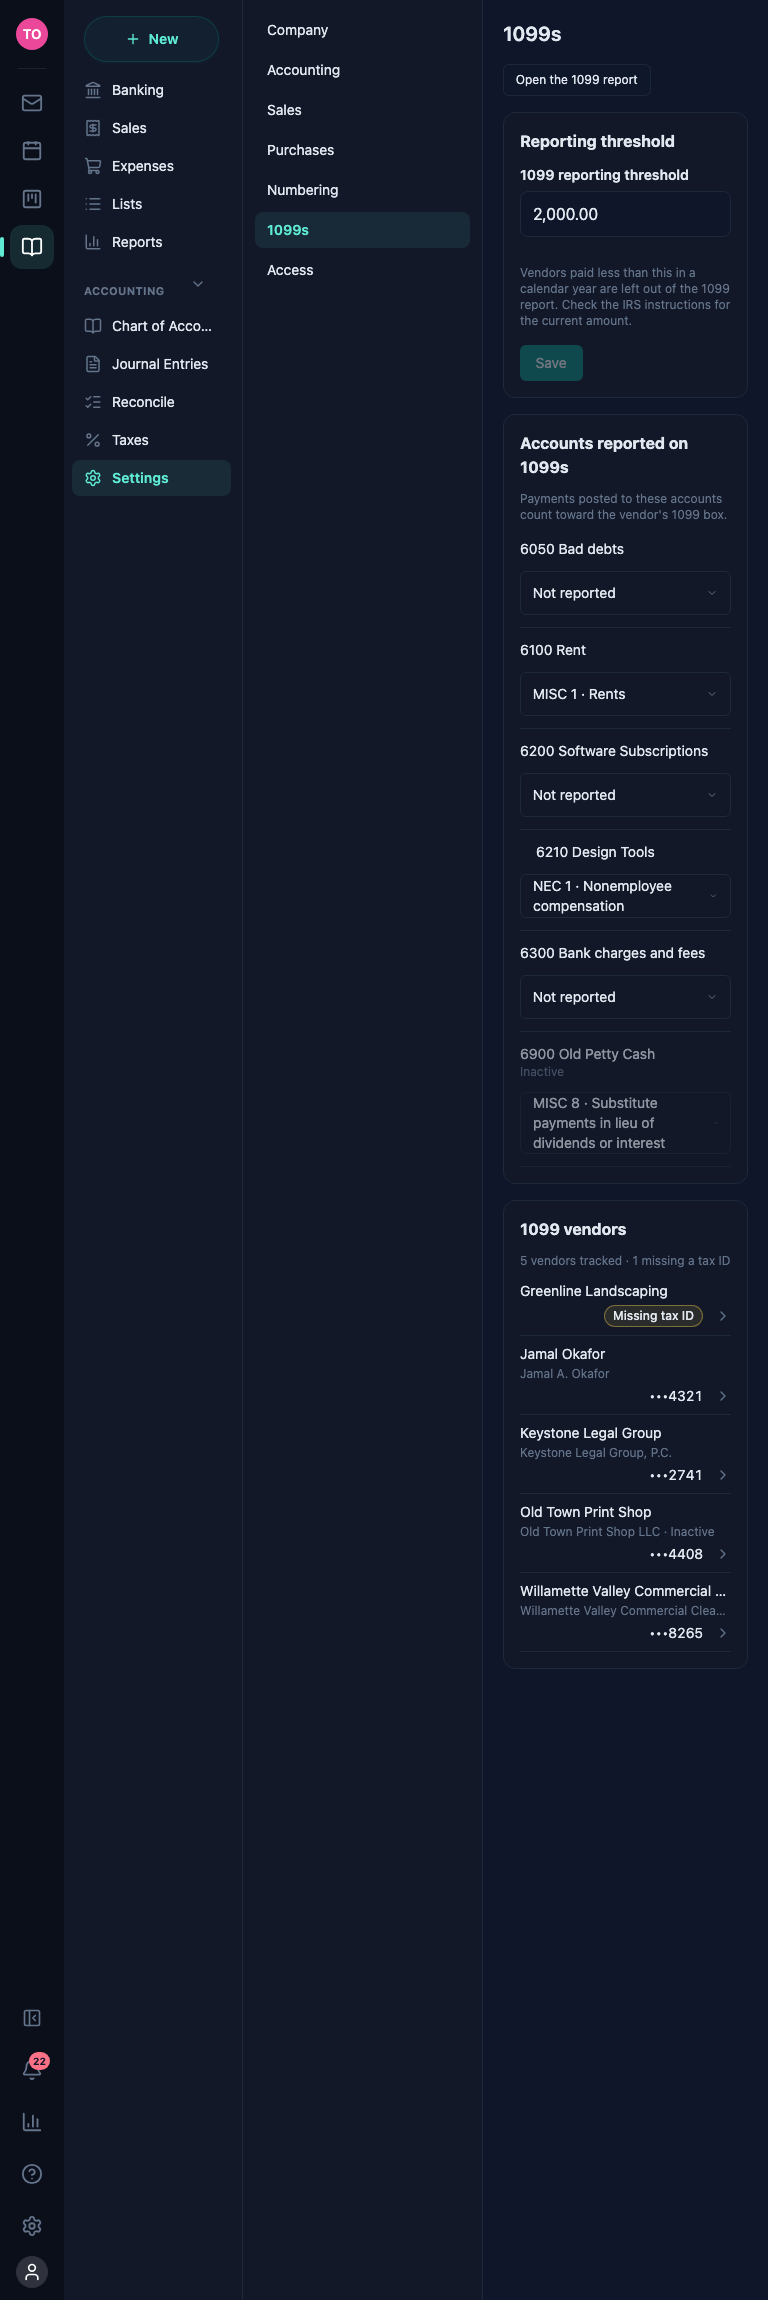 TO
New
Banking
Sales
Expenses
Lists
Reports
ACCOUNTING
Chart of Acco...
Journal Entries
Reconcile
Taxes
Settings
22
Company
Accounting
Sales
Purchases
Numbering
1099s
Access
1099s
Open the 1099 report
Reporting threshold
1099 reporting threshold
2,000.00
Vendors paid less than this in a
calendar year are left out of the 1099
report. Check the IRS instructions for
the current amount.
Save
Accounts reported on
1099s
Payments posted to these accounts
count toward the vendor's 1099 box.
6050 Bad debts
Not reported
6100 Rent
MISC 1 · Rents
6200 Software Subscriptions
Not reported
6210 Design Tools
NEC 1 · Nonemployee
compensation
6300 Bank charges and fees
Not reported
6900 Old Petty Cash
Inactive
MISC 8 · Substitute
payments in lieu of
dividends or interest
1099 vendors
5 vendors tracked · 1 missing a tax ID
Greenline Landscaping
Missing tax ID
Jamal Okafor
Jamal A. Okafor
•••4321
Keystone Legal Group
Keystone Legal Group, P.C.
•••2741
Old Town Print Shop
Old Town Print Shop LLC · Inactive
•••4408
Willamette Valley Commercial ...
Willamette Valley Commercial Clea...
•••8265